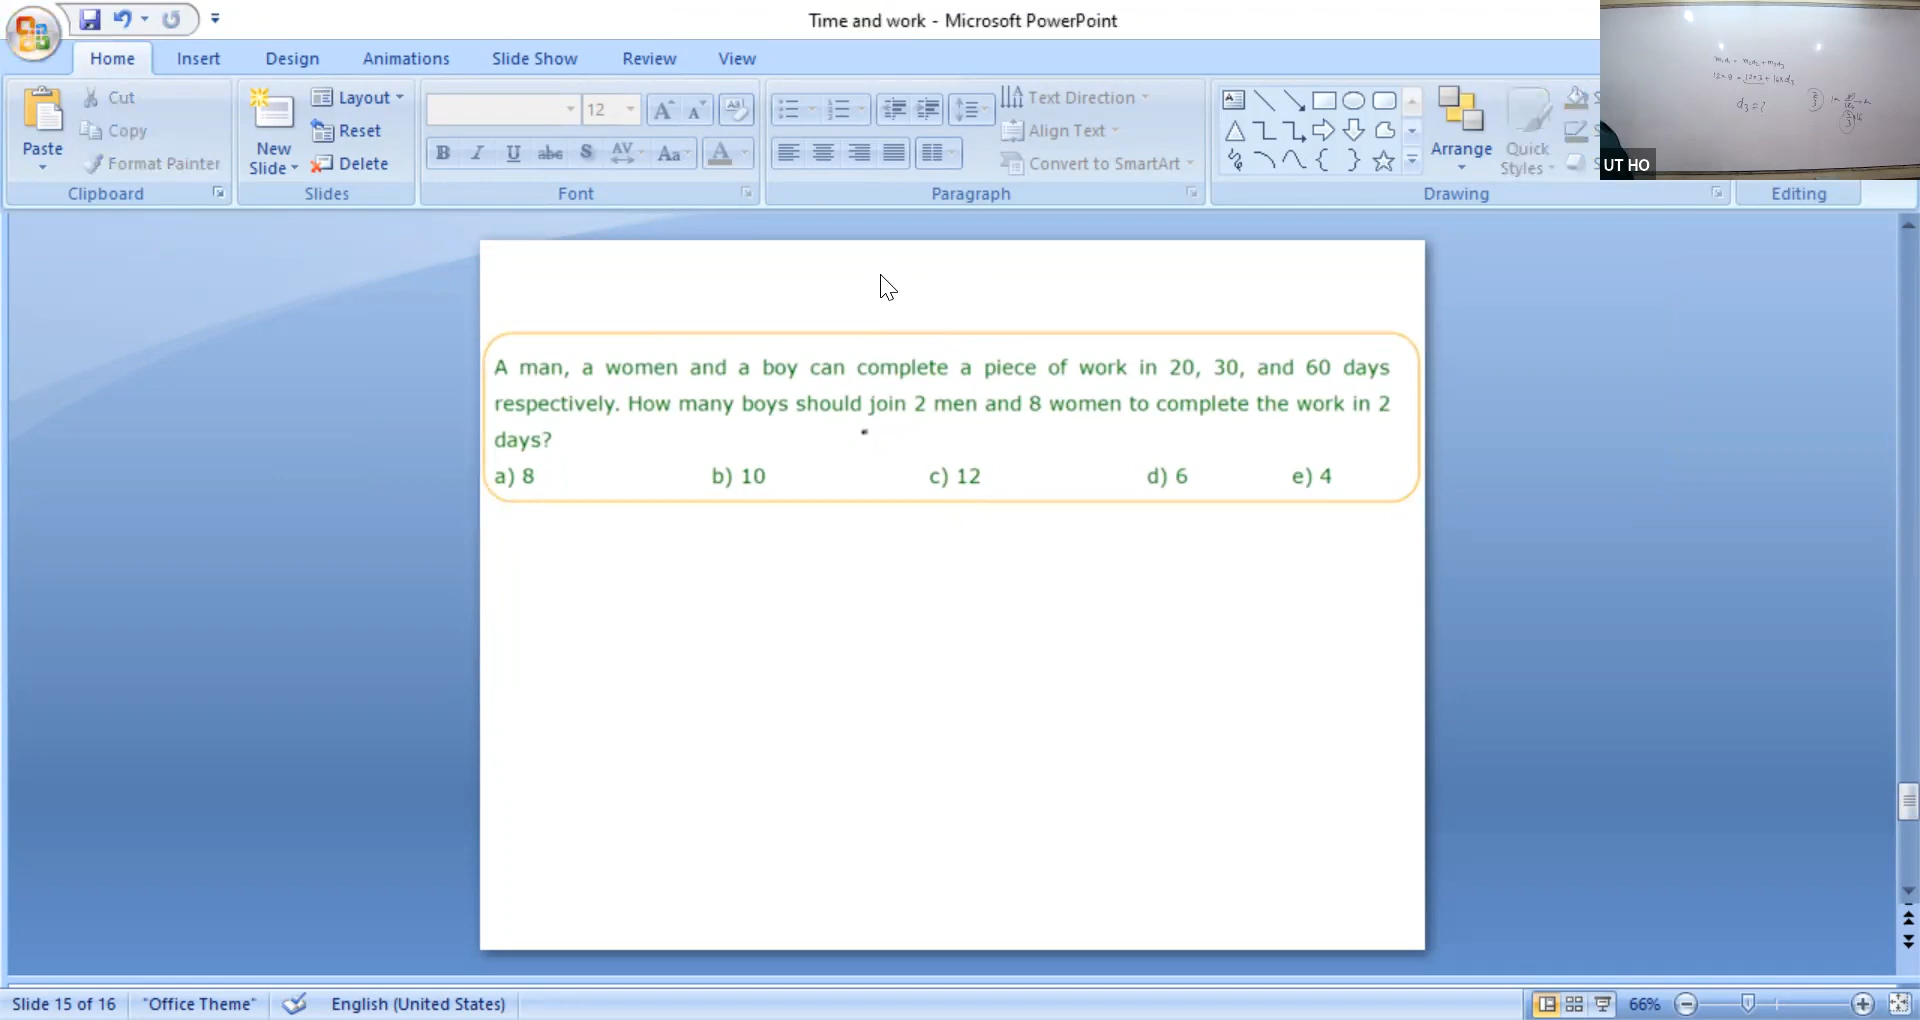 Time and work - Microsoft PowerPoint
Home Insert Design Animations Slide Show Review View
Paste
Cut
Copy
Format Painter
Clipboard
New Slide
Layout
Reset
Delete
Slides
12
B I U abc S AV Aa A
Font
Text Direction
Align Text
Convert to SmartArt
Paragraph
Arrange
Quick Styles
Drawing
Editing
d₃ = ?
UT HO
A man, a women and a boy can complete a piece of work in 20, 30, and 60 days
respectively. How many boys should join 2 men and 8 women to complete the work in 2
days?
a) 8 b) 10 c) 12 d) 6 e) 4
Slide 15 of 16 "Office Theme" English (United States) 66%